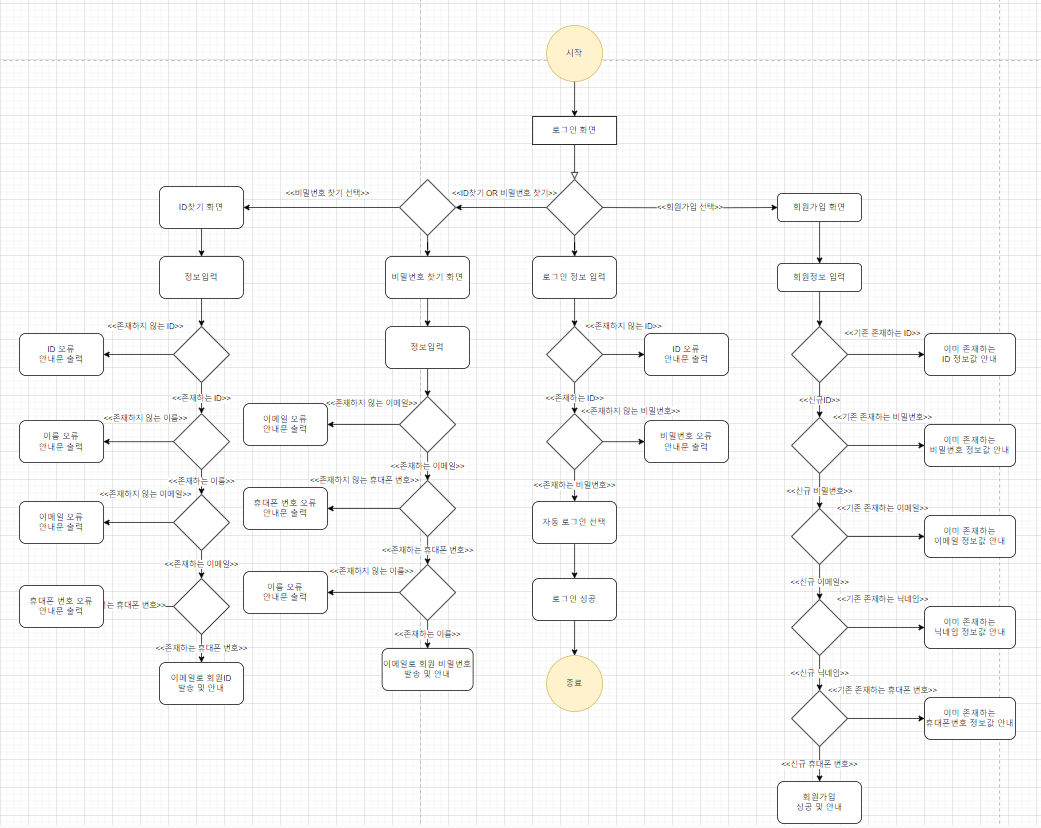 시작
로그인 화면
<<비밀번호 찾기 선택>>
<<ID찾기 OR 비밀번호 찾기>>
<<회원가입 선택>>
ID찾기 화면
회원가입 화면
정보입력
비밀번호 찾기 화면
로그인 정보 입력
회원정보 입력
<<존재하지 않는 ID>>
ID 오류
안내문 출력
<<존재하는 ID>>
<<존재하지 않는 이름>>
이름 오류
안내문 출력
<<존재하는 이름>>
<<존재하지 않는 이메일>>
이메일 오류
안내문 출력
<<존재하는 이메일>>
휴대폰 번호 오류
안내문 출력
는 휴대폰 번호>>
<<존재하는 휴대폰 번호>>
이메일로 회원ID
발송 및 안내
정보입력
<<존재하지 않는 이메일>>
이메일 오류
안내문 출력
<<존재하는 이메일>>
<<존재하지 않는 휴대폰 번호>>
휴대폰 번호 오류
안내문 출력
<<존재하는 휴대폰 번호>>
<<존재하지 않는 이름>>
이름 오류
안내문 출력
<<존재하는 이름>>
이메일로 회원 비밀번호
발송 및 안내
<<존재하지 않는 ID>>
ID 오류
안내문 출력
<<존재하는 ID>>
<<존재하지 않는 비밀번호>>
비밀번호 오류
안내문 출력
<<존재하는 비밀번호>>
자동 로그인 선택
로그인 성공
종료
<<기존 존재하는 ID>>
이미 존재하는
ID 정보값 안내
<<신규ID>>
<<기존 존재하는 비밀번호>>
이미 존재하는
비밀번호 정보값 안내
<<신규 비밀번호>>
<<기존 존재하는 이메일>>
이미 존재하는
이메일 정보값 안내
<<신규 이메일>>
<<기존 존재하는 닉네임>>
이미 존재하는
닉네임 정보값 안내
<<신규 닉네임>>
<<기존 존재하는 휴대폰 번호>>
이미 존재하는
휴대폰번호 정보값 안내
<<신규 휴대폰 번호>>
회원가입
성공 및 안내